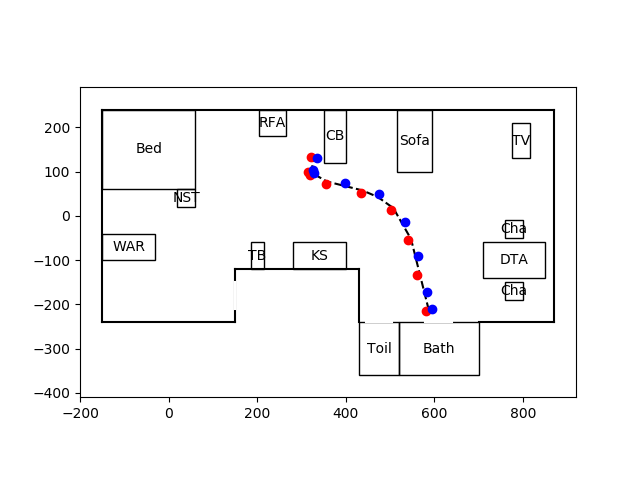 RFA
CB
Sofa
TV
Bed
NST
WAR
TB
KS
Cha
DTA
Cha
Toil
Bath
200
100
0
−100
−200
−300
−400
−200
0
200
400
600
800